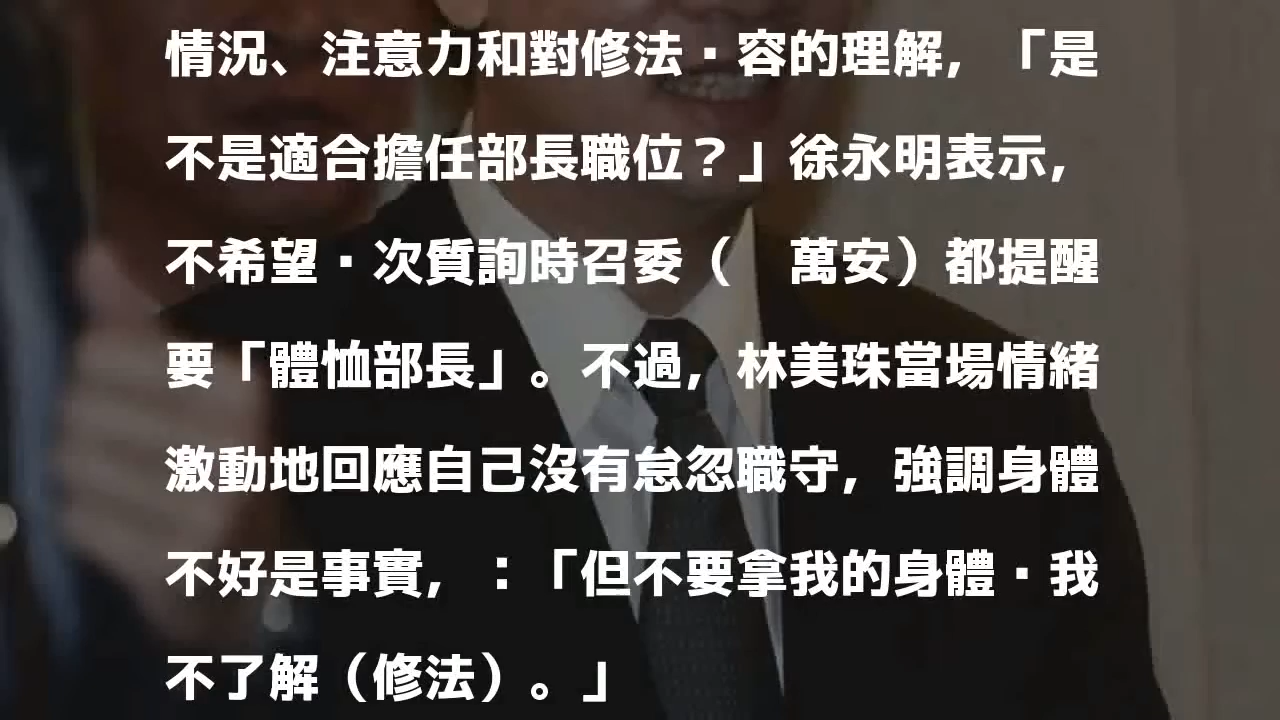 情況、注意力和對修法·容的理解，「是
不是適合擔任部長職位？」徐永明表示，
不希望·次質詢時召委（　萬安）都提醒
要「體恤部長」。不過，林美珠當場情緒
激動地回應自己沒有怠忽職守，強調身體
不好是事實，：「但不要拿我的身體·我
不了解（修法）。」